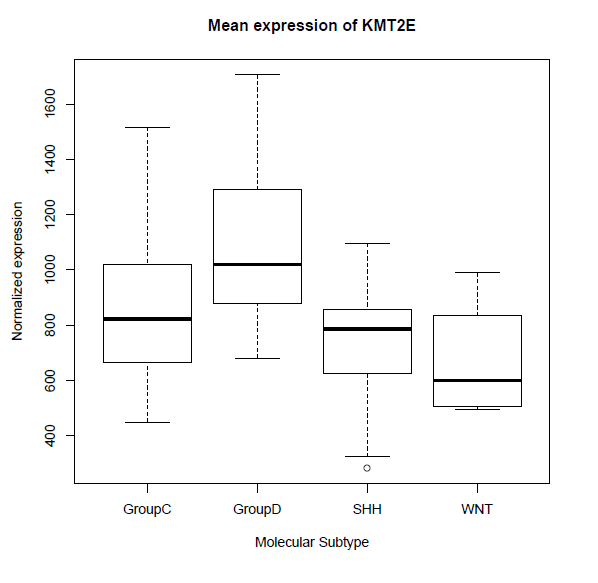 Mean expression of KMT2E
Normalized expression
1600
1400
1200
1000
800
600
400
GroupC GroupD SHH WNT
Molecular Subtype